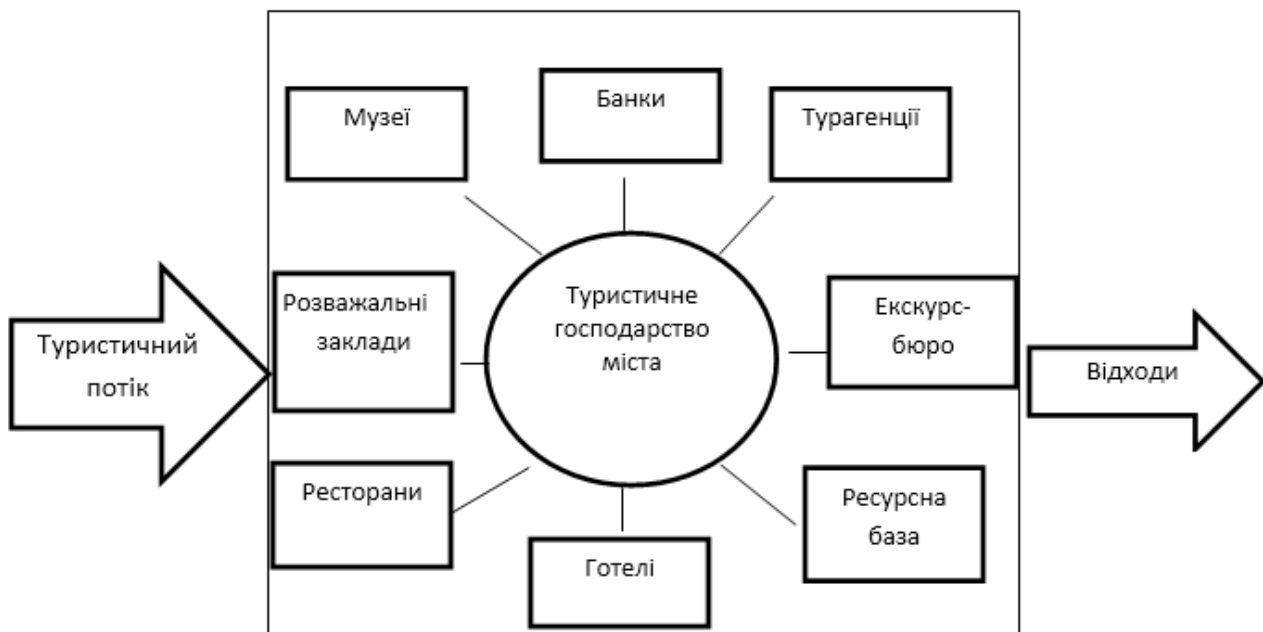 Музеї
Банки
Турагенції
Туристичний
потік
Розважальні
заклади
Туристичне
господарство
міста
Екскурс-
бюро
Відходи
Ресторани
Готелі
Ресурсна
база